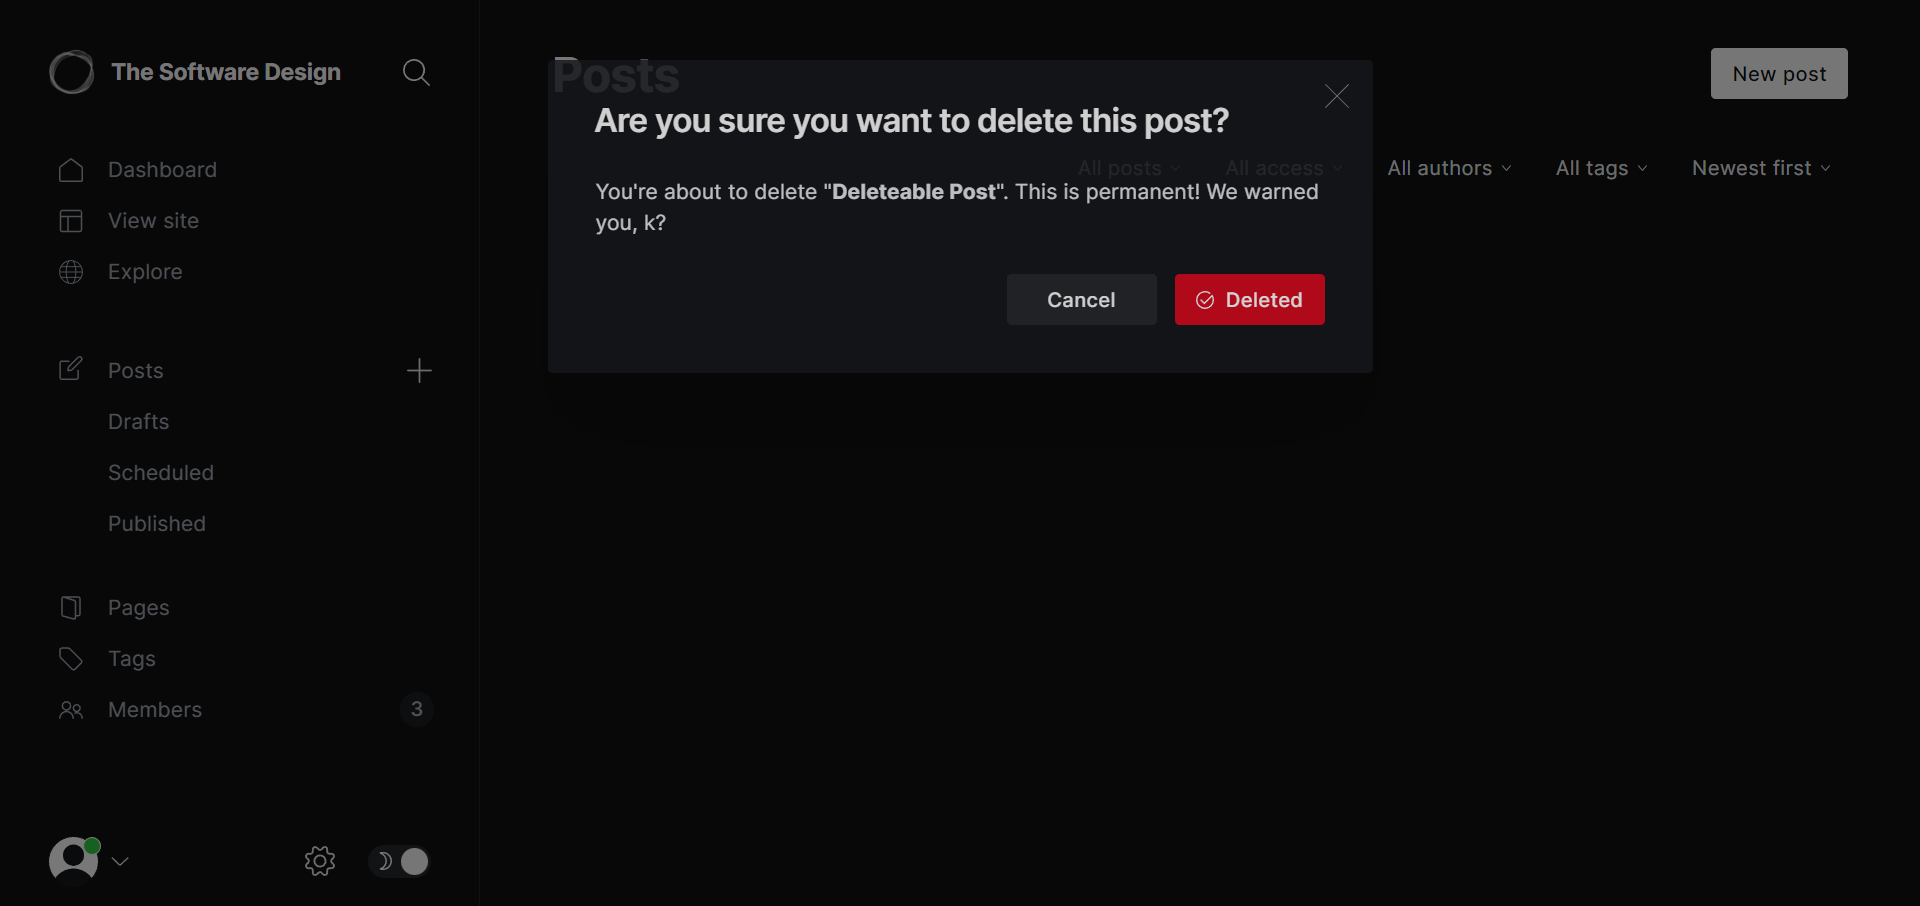 The Software Design
Dashboard
View site
Explore
Posts
Drafts
Scheduled
Published
Pages
Tags
Members
3
Posts
New post
All posts
All access
All authors
All tags
Newest first
Are you sure you want to delete this post?
You're about to delete "Deleteable Post". This is permanent! We warned
you, k?
Cancel
Deleted